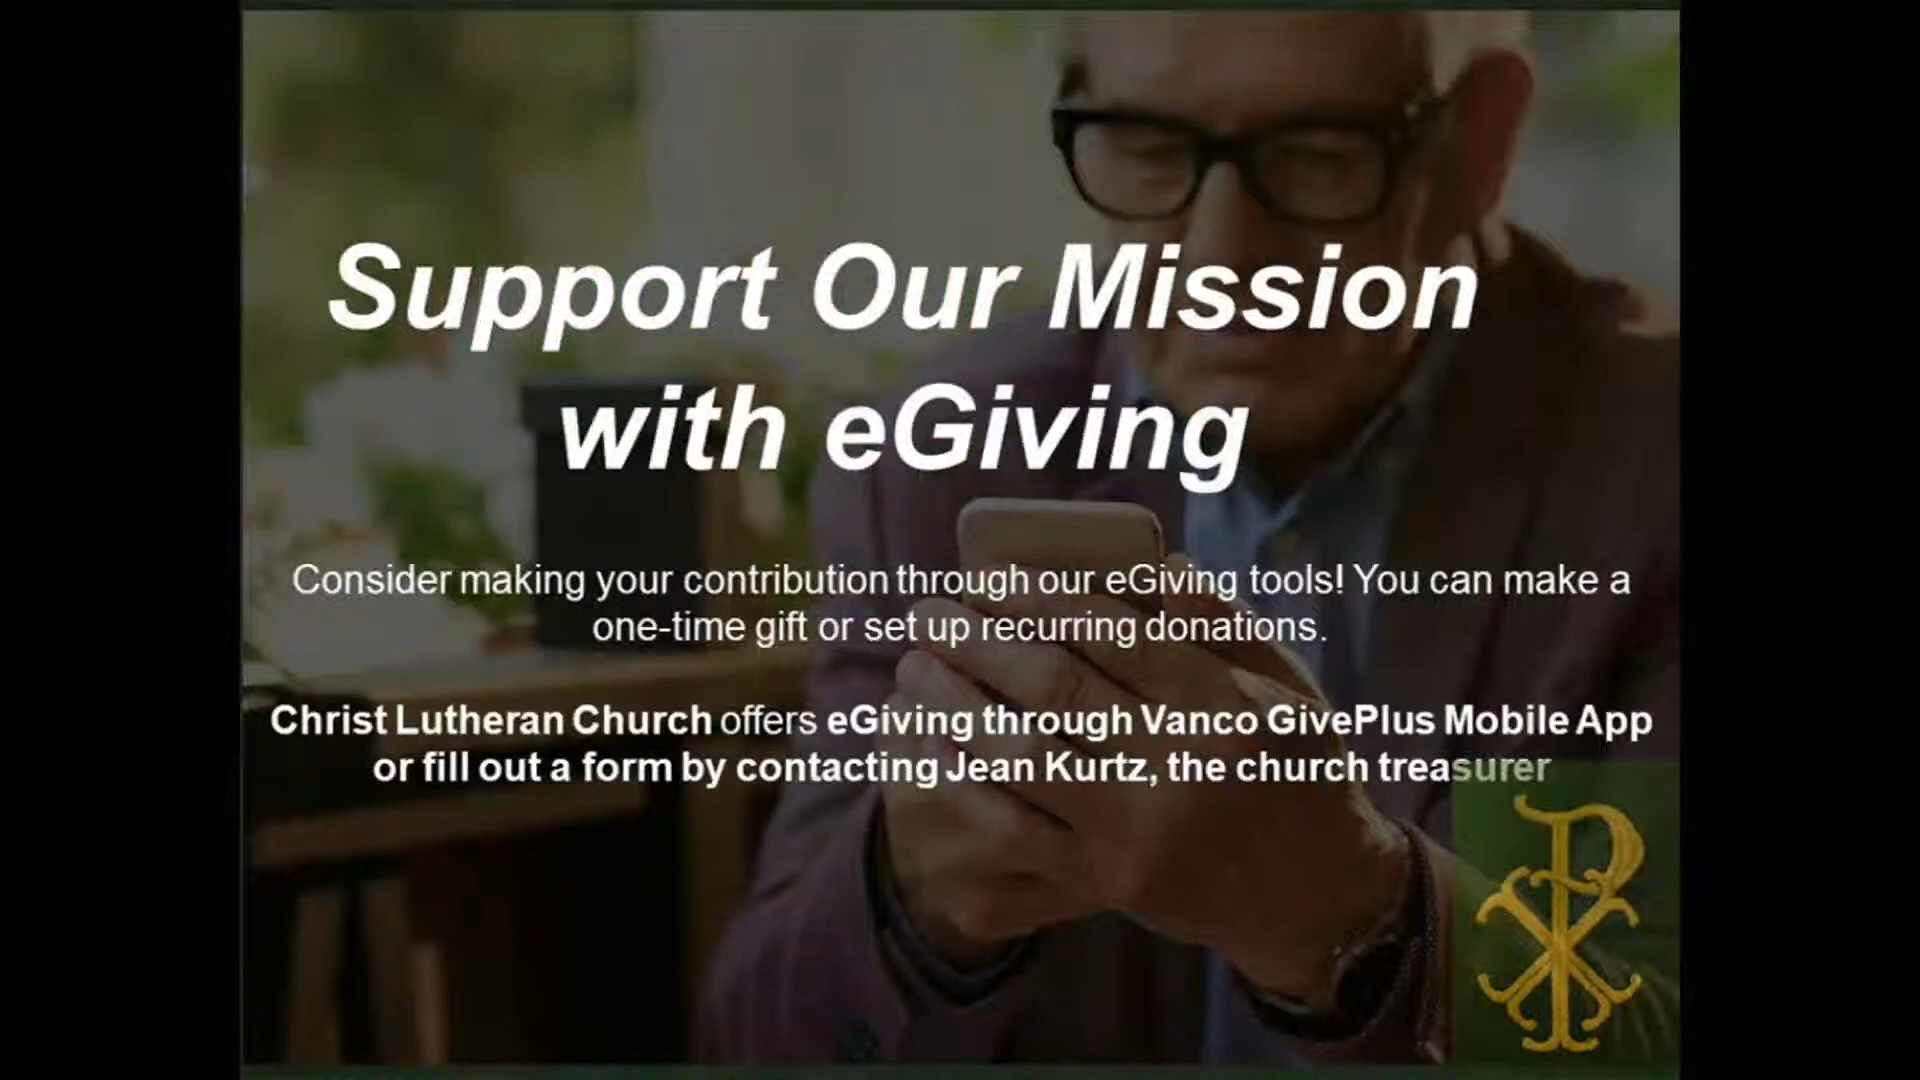 Support Our Mission
with eGiving
Consider making your contribution through our eGiving tools! You can make a
one-time gift or set up recurring donations.
Christ Lutheran Church offers eGiving through Vanco GivePlus Mobile App
or fill out a form by contacting Jean Kurtz, the church treasurer